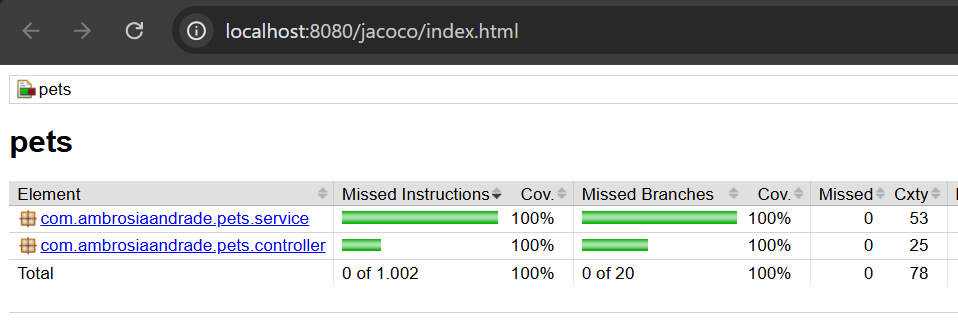 localhost:8080/jacoco/index.html
pets
pets
Element Missed Instructions Cov. Missed Branches Cov. Missed Cxty
com.ambrosiaandrade.pets.service 100% 100% 0 53
com.ambrosiaandrade.pets.controller 100% 100% 0 25
Total 0 of 1.002 100% 0 of 20 100% 0 78